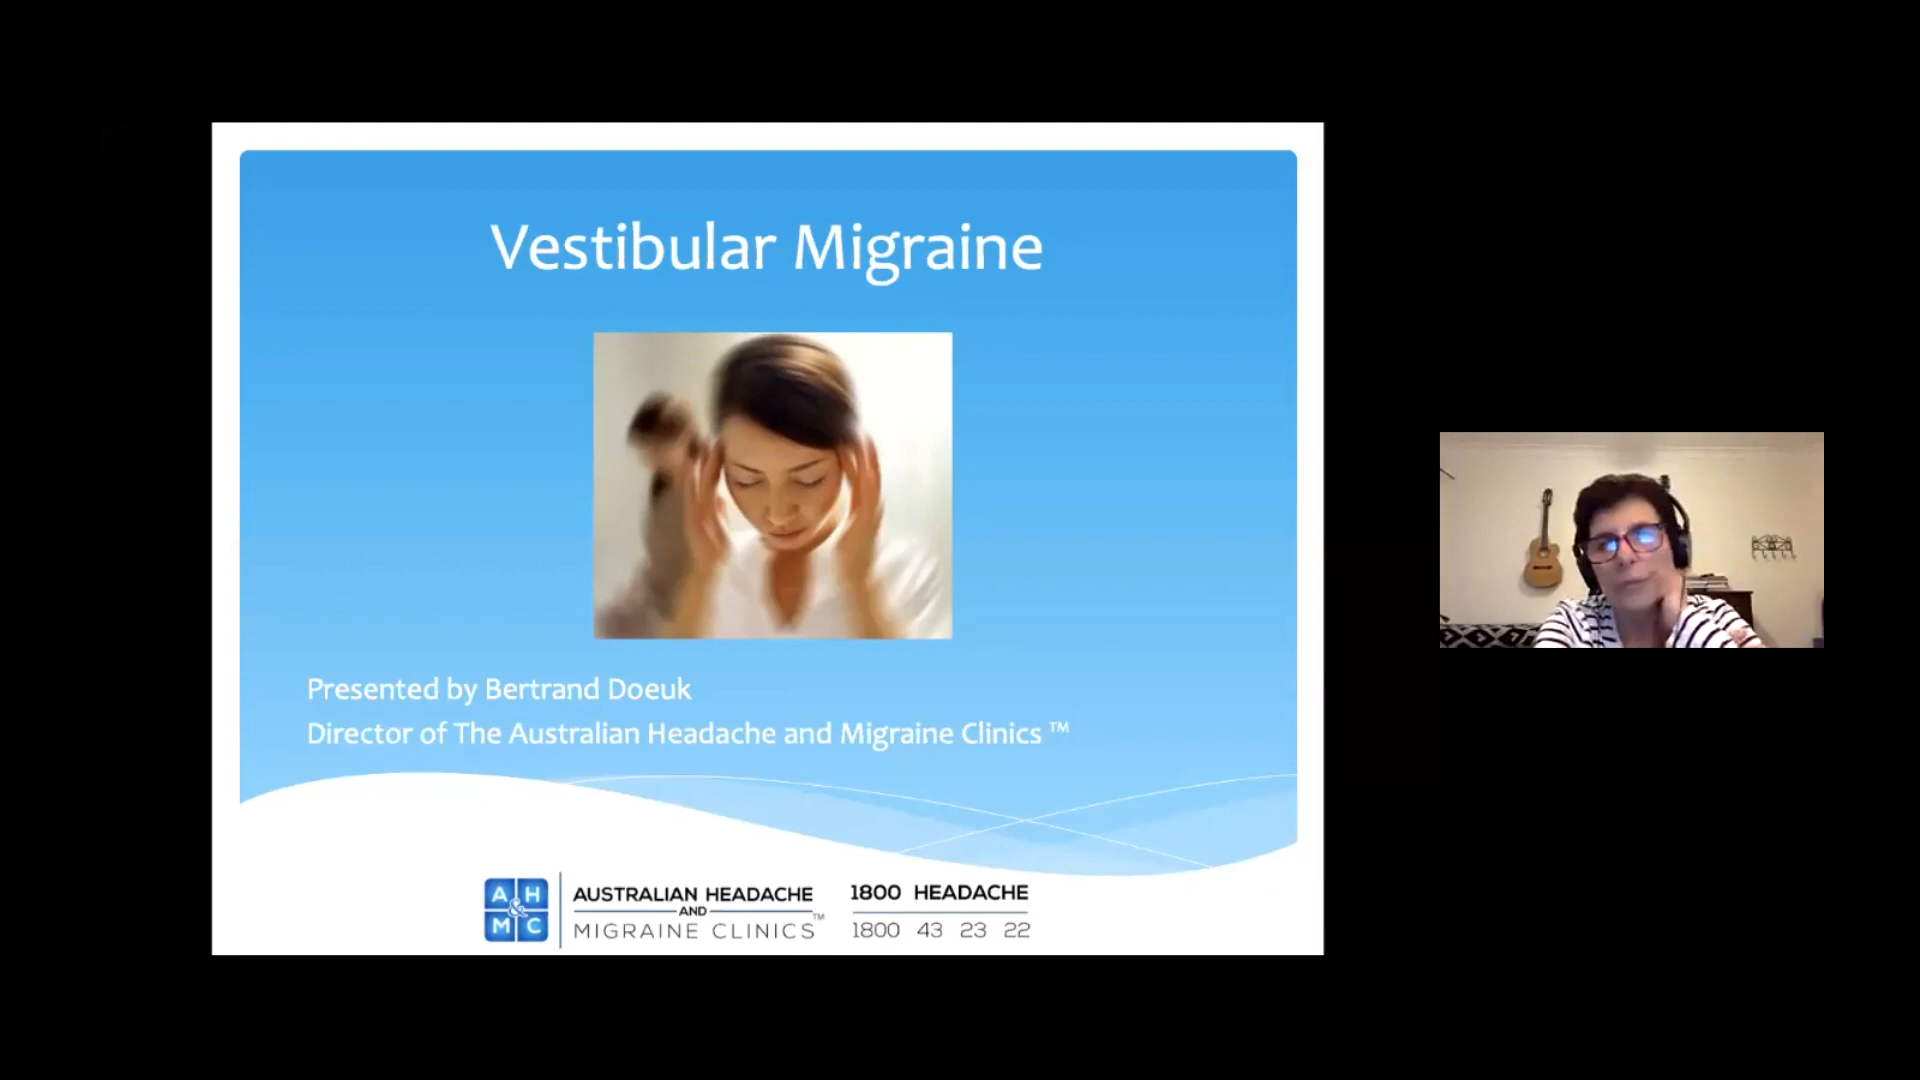 Vestibular Migraine
Presented by Bertrand Doeuk
Director of The Australian Headache and Migraine Clinics ™
A H
&
M C
AUSTRALIAN HEADACHE
AND
MIGRAINE CLINICS™
1800 HEADACHE
1800 43 23 22